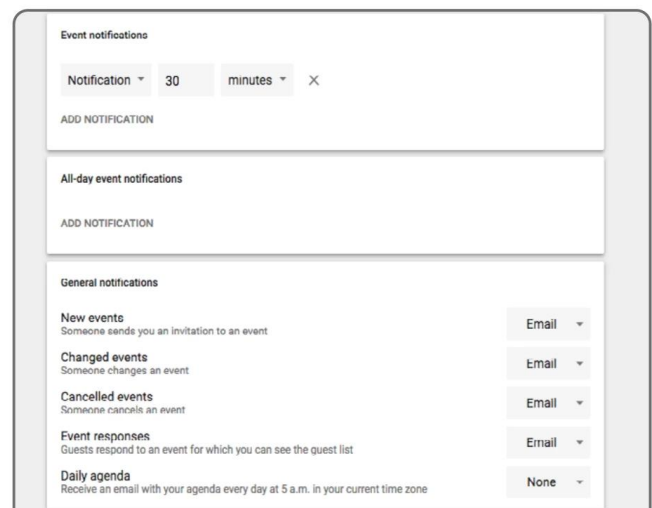 Event notifications
Notification 30 minutes ×
ADD NOTIFICATION
All-day event notifications
ADD NOTIFICATION
General notifications
New events
Someone sends you an invitation to an event
Email
Changed events
Someone changes an event
Email
Cancelled events
Someone cancels an event
Email
Event responses
Guests respond to an event for which you can see the guest list
Email
Daily agenda
Receive an email with your agenda every day at 5 a.m. in your current time zone
None